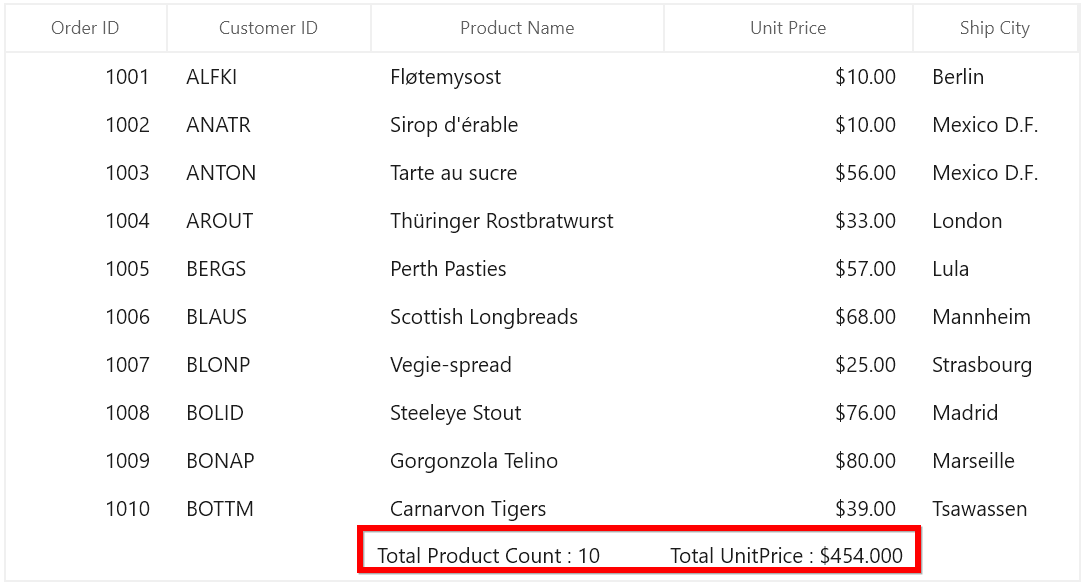 Order ID Customer ID Product Name Unit Price Ship City
1001 ALFKI Fløtemysost $10.00 Berlin
1002 ANATR Sirop d'érable $10.00 Mexico D.F.
1003 ANTON Tarte au sucre $56.00 Mexico D.F.
1004 AROUT Thüringer Rostbratwurst $33.00 London
1005 BERGS Perth Pasties $57.00 Lula
1006 BLAUS Scottish Longbreads $68.00 Mannheim
1007 BLONP Vegie-spread $25.00 Strasbourg
1008 BOLID Steeleye Stout $76.00 Madrid
1009 BONAP Gorgonzola Telino $80.00 Marseille
1010 BOTTM Carnarvon Tigers $39.00 Tsawassen
Total Product Count : 10 Total UnitPrice : $454.000